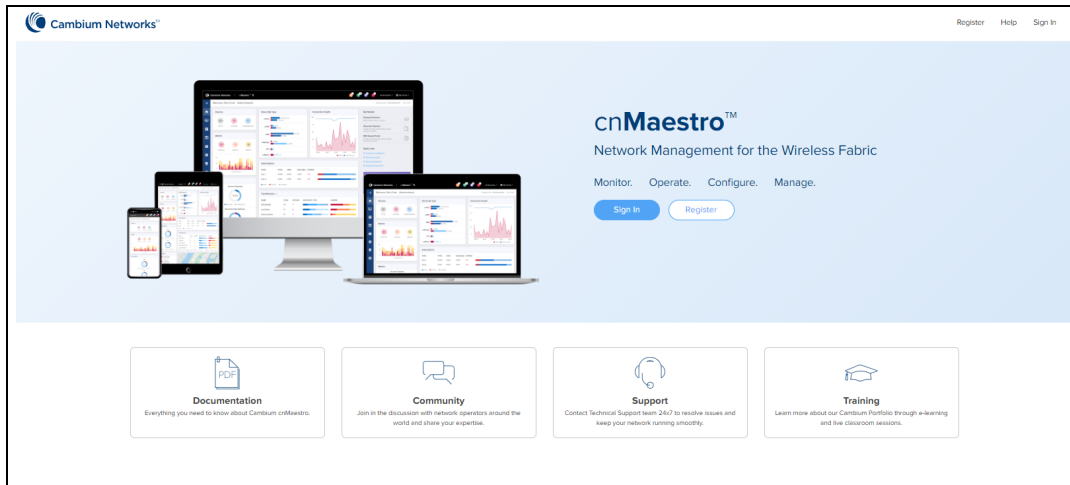 Cambium Networks™
Register Help Sign In
cnMaestro™
Network Management for the Wireless Fabric
Monitor. Operate. Configure. Manage.
Sign In Register
PDF
Documentation
Everything you need to know about Cambium cnMaestro.
Community
Join in the discussion with network operators around the
world and share your expertise.
Support
Contact Technical Support team 24x7 to resolve issues and
keep your network running smoothly.
Training
Learn more about our Cambium Portfolio through e-learning
and live classroom sessions.